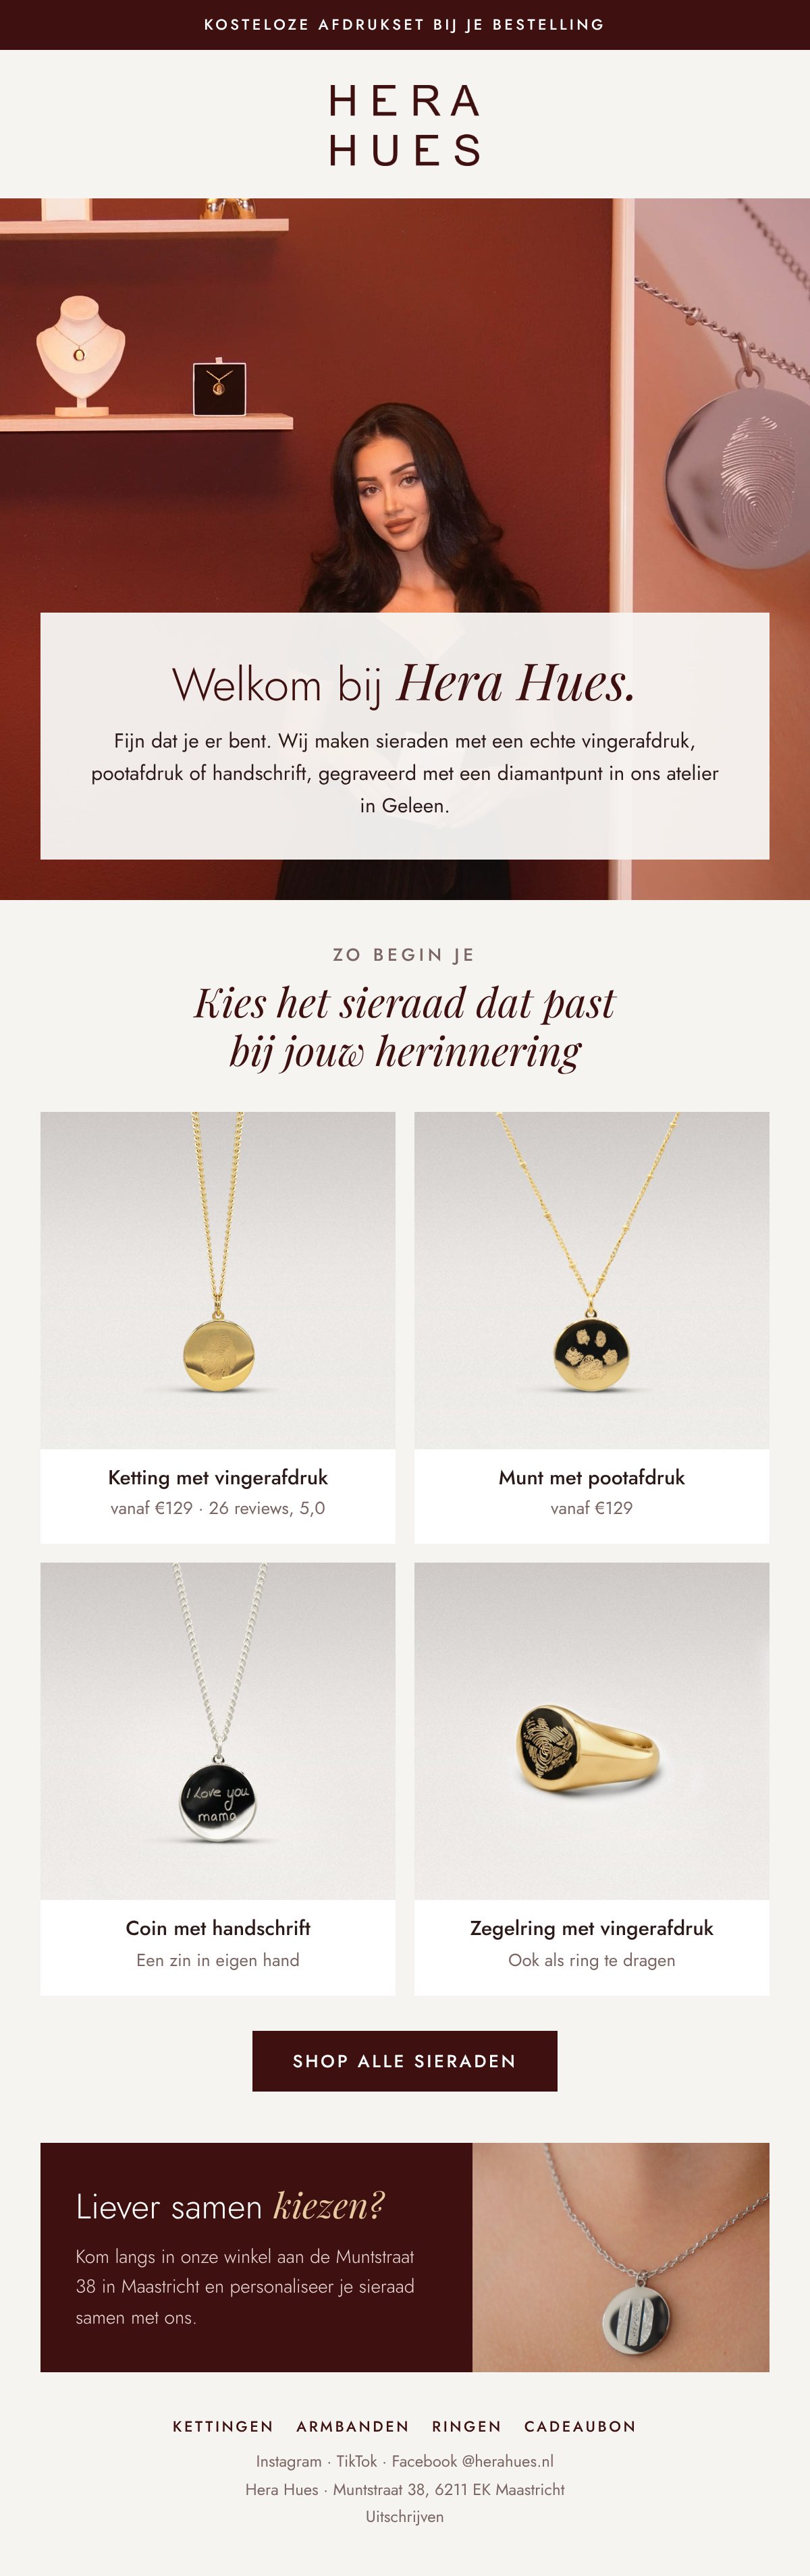 KOSTELOZE AFDRUKSET BIJ JE BESTELLING
HERA
HUES
Welkom bij Hera Hues.
Fijn dat je er bent. Wij maken sieraden met een echte vingerafdruk,
pootafdruk of handschrift, gegraveerd met een diamantpunt in ons atelier
in Geleen.
ZO BEGIN JE
Kies het sieraad dat past
bij jouw herinnering
Ketting met vingerafdruk
vanaf €129 · 26 reviews, 5,0
Munt met pootafdruk
vanaf €129
I love you
mama
Coin met handschrift
Een zin in eigen hand
Zegelring met vingerafdruk
Ook als ring te dragen
SHOP ALLE SIERADEN
Liever samen kiezen?
Kom langs in onze winkel aan de Muntstraat
38 in Maastricht en personaliseer je sieraad
samen met ons.
KETTINGEN ARMBANDEN RINGEN CADEAUBON
Instagram · TikTok · Facebook @herahues.nl
Hera Hues · Muntstraat 38, 6211 EK Maastricht
Uitschrijven